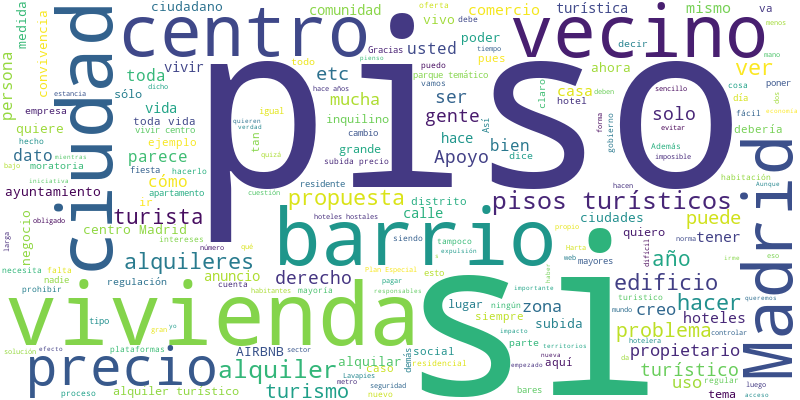 piso
si
centro
vecino
ciudad
Madrid
barrio
vivienda
precio
pisos turísticos
alquiler
alquileres
turista
turismo
propuesta
edificio
problema
propietario
turístico
hacer
hoteles
derecho
anuncio
medida
ciudadano
comunidad
vivo
debe
comercio
oferta
turística
mismo
va
menos
convivencia
persona
Gracias
usted
poder
decir
ver
mano
toda
vivir
todo
puedo
tiempo
pues
ahora
piensa
etc
parque temático
vamos
casa
cosa
poner
empresa
sólo
hace años
mucha
ser
claro
deben
día
sencillo
estancia
dicho
hotel
dos
quiere
vida
igual
gente
solo
economía
toda vida
quieren
verdad
inquilino
forma
fácil
hecho
vivir centro
tan
cambio
hace
bien
Así
gobierno
evitar
debería
dato
ejemplo
grande
Además
bajo
mientras
parece
quizá
subida precio
Apoyo
dice
imposible
moratoria
hacerlo
fiesta
cómo
residente
habitación
iniciativa
apartamento
cuestión
hacen
Aunque
ayuntamiento
distrito
puede
obligado
ir
hoteles hostales
calle
ciudades
propio
negocio
centro Madrid
número
que
siendo
tampoco
quiero
tener
larga
intereses
expulsión
Marta
difícil
norma
eso
regulación
Plan Especial
esto
web
mayores
año
irme
necesita
falta
nadie
cuenta
habitantes
mayoría
pagar
responsables
haber
importante
turistico
mundo
queremos
prohibir
tipo
gran
yo
lugar
ningún
zona
creo
controlar
siempre
impacto
subida
hotelera
solución
efecto
plataformas
AIRBNB
sector
demás
social
parte
territorios
da
alquilar
caso
residencial
empezado
nueva
aquí
uso
regular
luego
proceso
alquiler turístico
Lavapies
metro
seguridad
nuevo
bares
tema
acceso